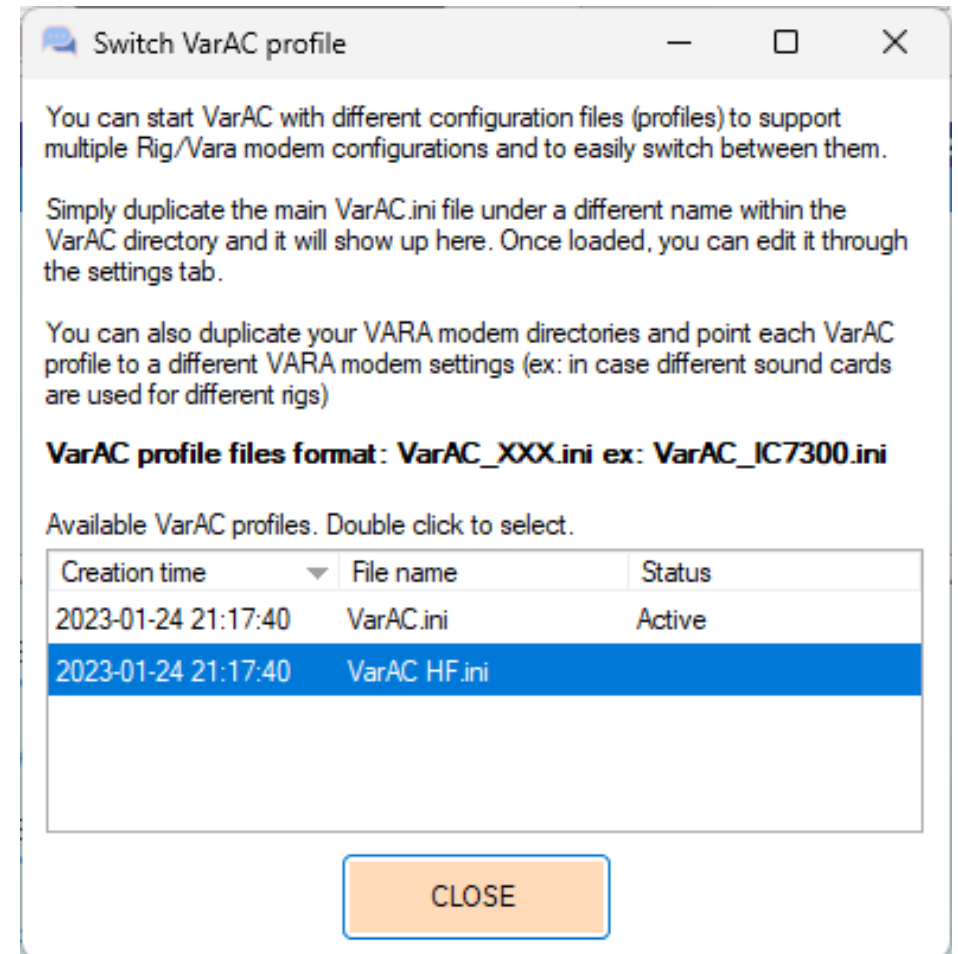 Switch VarAC profile
You can start VarAC with different configuration files (profiles) to support
multiple Rig/Vara modem configurations and to easily switch between them.
Simply duplicate the main VarAC.ini file under a different name within the
VarAC directory and it will show up here. Once loaded, you can edit it through
the settings tab.
You can also duplicate your VARA modem directories and point each VarAC
profile to a different VARA modem settings (ex: in case different sound cards
are used for different rigs)
VarAC profile files format: VarAC_XXX.ini ex: VarAC_IC7300.ini
Available VarAC profiles. Double click to select.
Creation time File name Status
2023-01-24 21:17:40 VarAC.ini Active
2023-01-24 21:17:40 VarAC HF.ini
CLOSE